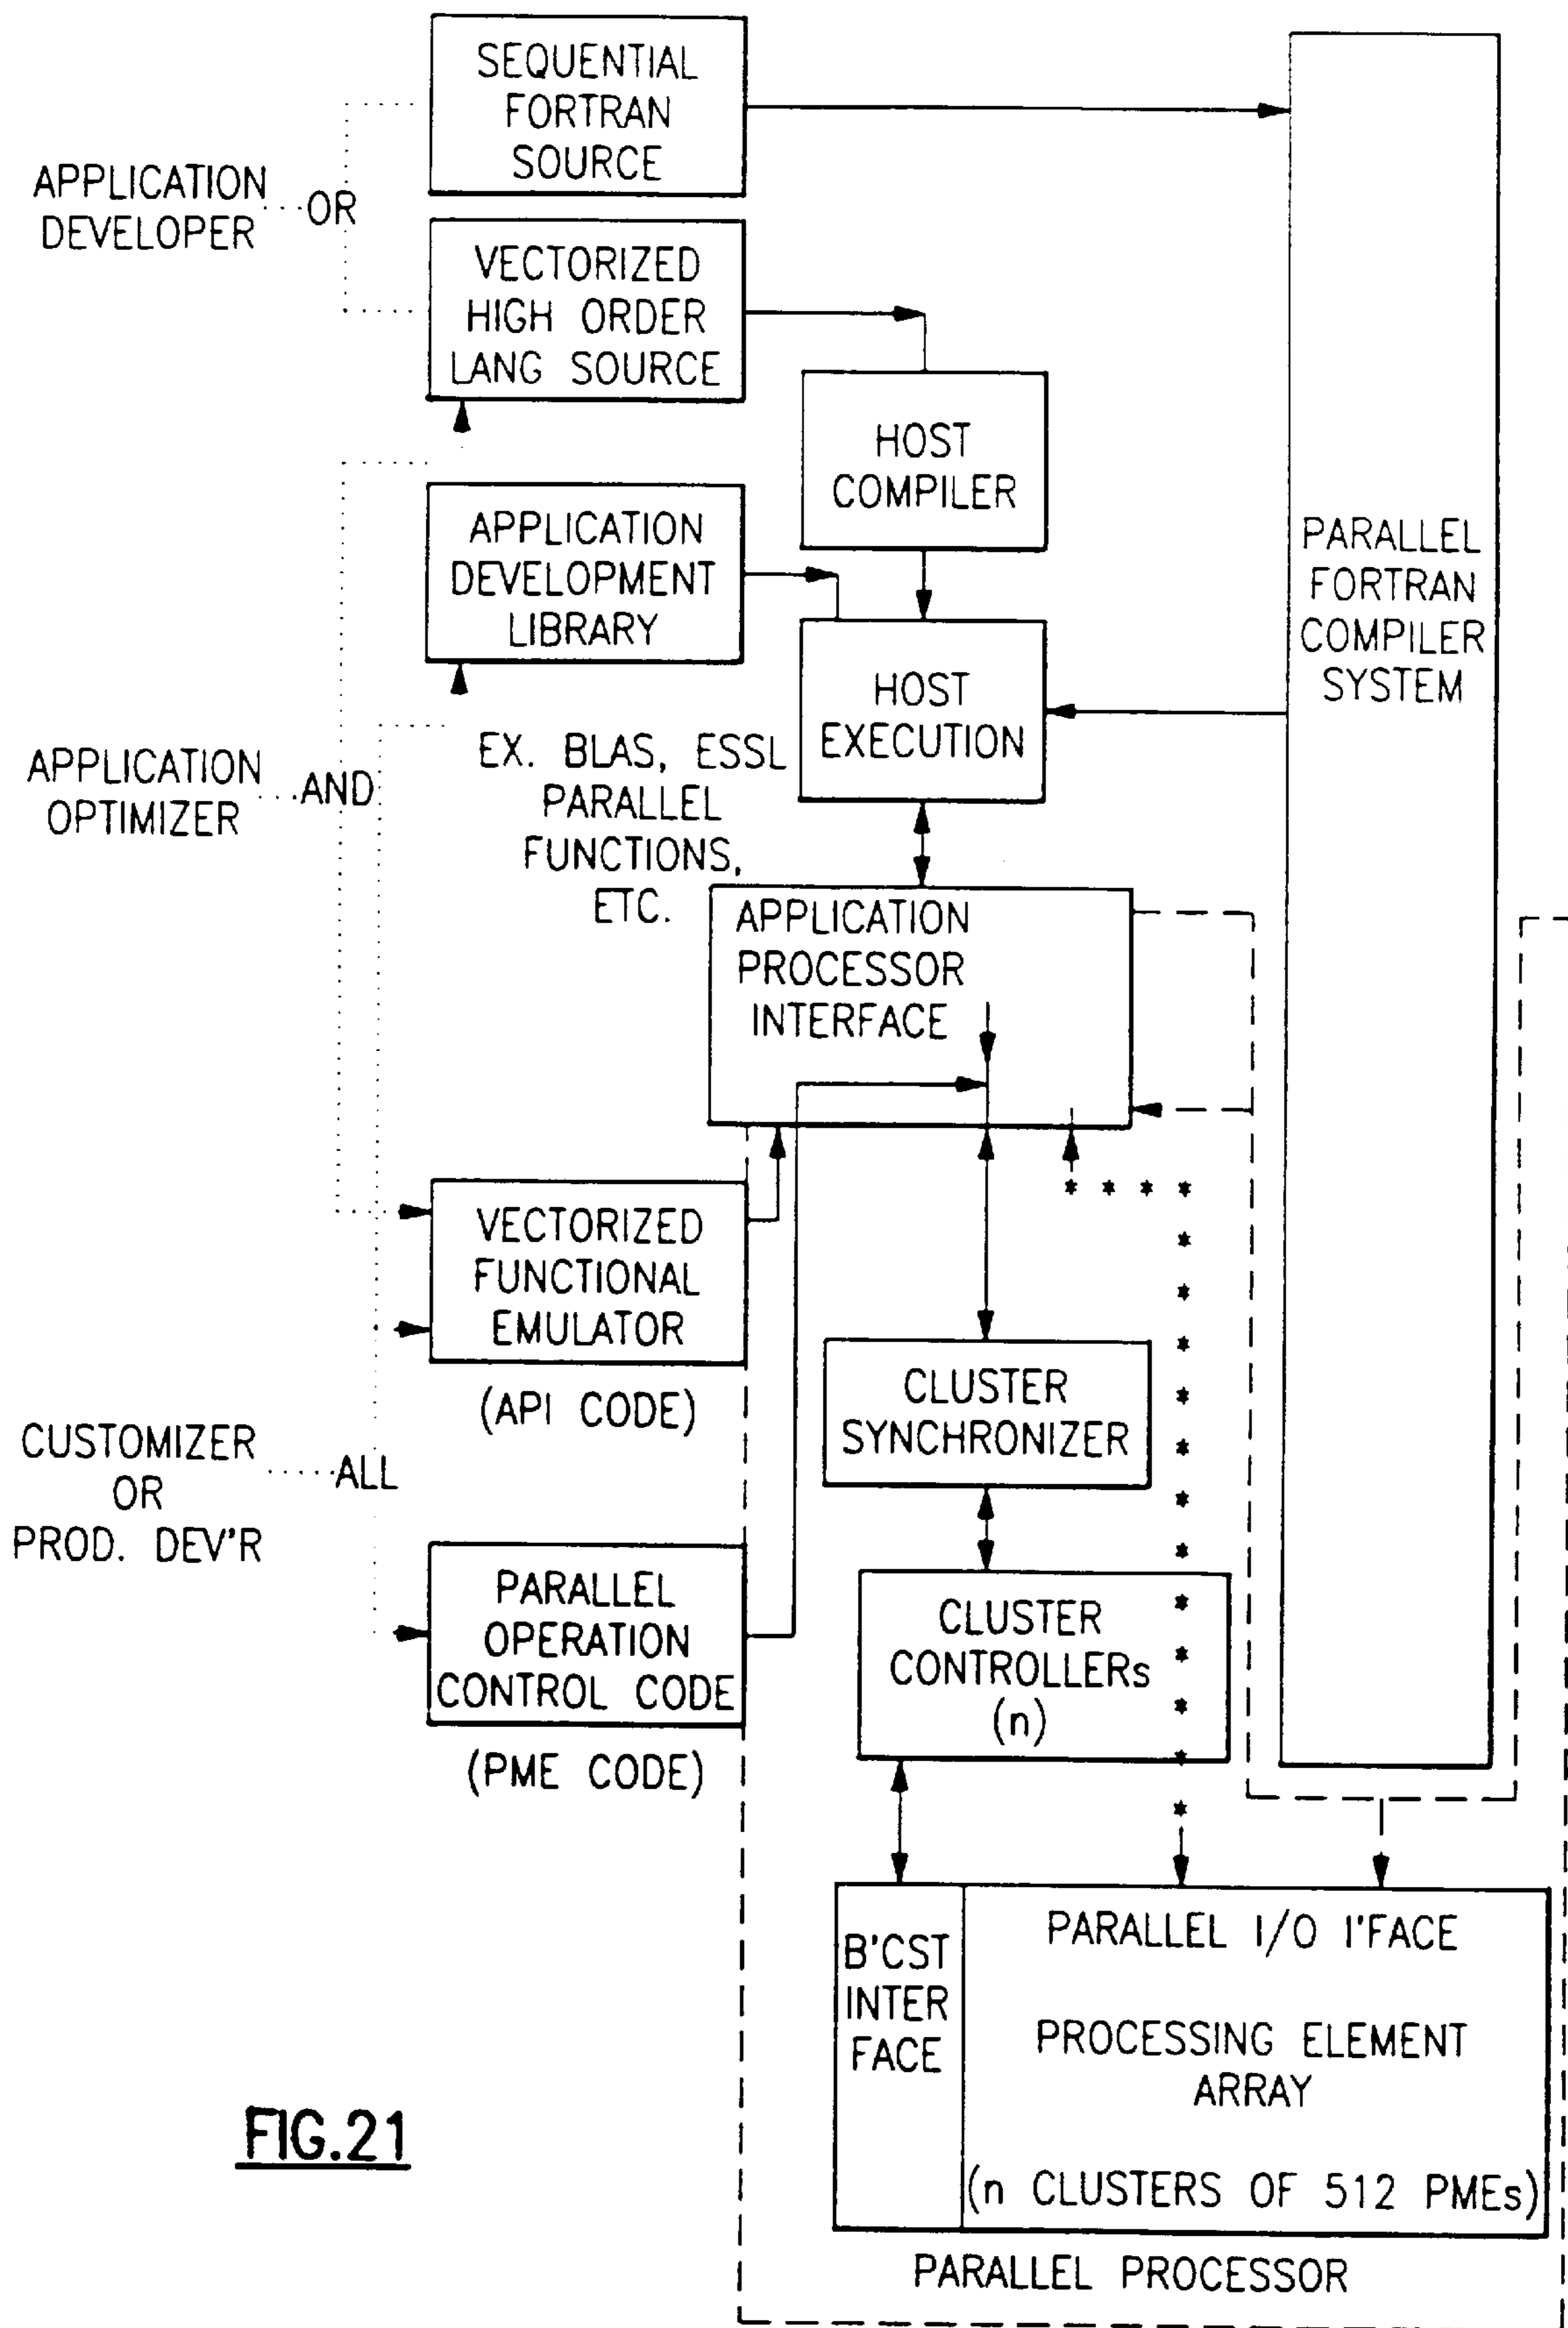 SEQUENTIAL
FORTRAN
SOURCE
APPLICATION
DEVELOPER
OR
VECTORIZED
HIGH ORDER
LANG SOURCE
HOST
COMPILER
APPLICATION
DEVELOPMENT
LIBRARY
PARALLEL
FORTRAN
COMPILER
SYSTEM
HOST
EXECUTION
APPLICATION
OPTIMIZER
AND
EX. BLAS, ESSL
PARALLEL
FUNCTIONS,
ETC.
APPLICATION
PROCESSOR
INTERFACE
VECTORIZED
FUNCTIONAL
EMULATOR
(API CODE)
CLUSTER
SYNCHRONIZER
CUSTOMIZER
OR
PROD. DEV'R
ALL
PARALLEL
OPERATION
CONTROL CODE
(PME CODE)
CLUSTER
CONTROLLERs
(n)
B'CST
INTER
FACE
PARALLEL I/O I'FACE
PROCESSING ELEMENT
ARRAY
(n CLUSTERS OF 512 PMEs)
PARALLEL PROCESSOR
FIG.21